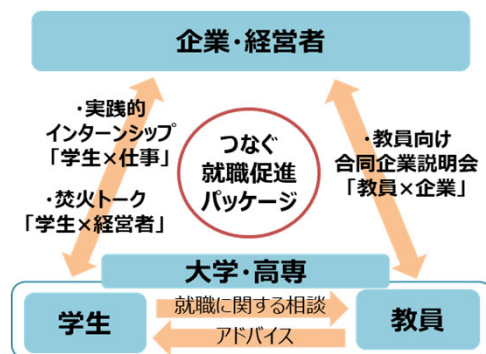 企業・経営者
・実践的
インターンシップ
「学生×仕事」
・焚火トーク
「学生×経営者」
つなぐ
就職促進
パッケージ
・教員向け
合同企業説明会
「教員×企業」
大学・高専
学生
就職に関する相談
アドバイス
教員